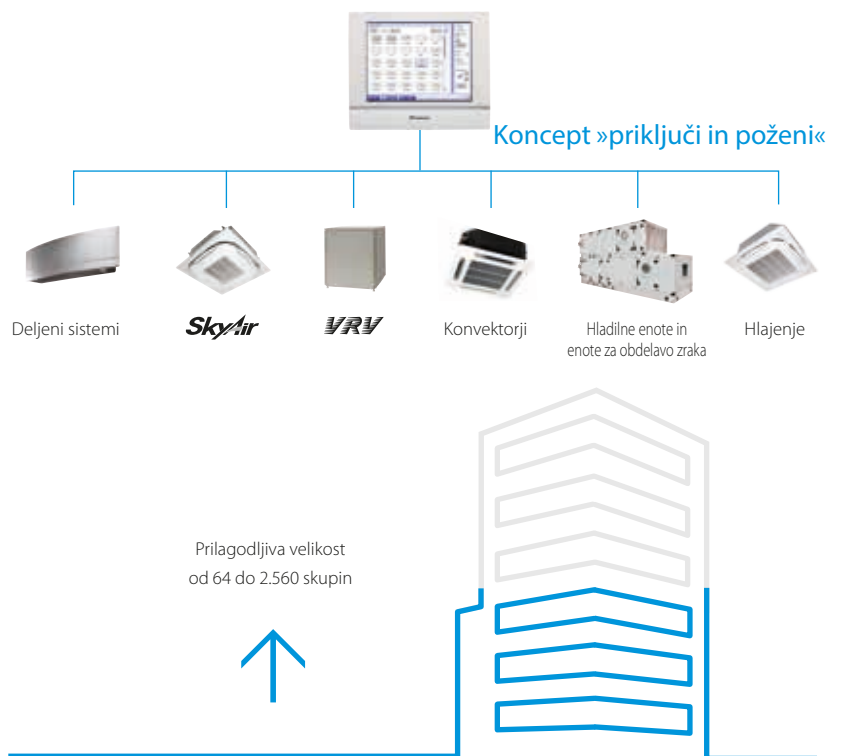 Koncept »priključi in poženi«
Deljeni sistemi
SkyAir
VRV
Konvektorji
Hladilne enote in
enote za obdelavo zraka
Hlajenje
Prilagodljiva velikost
od 64 do 2.560 skupin